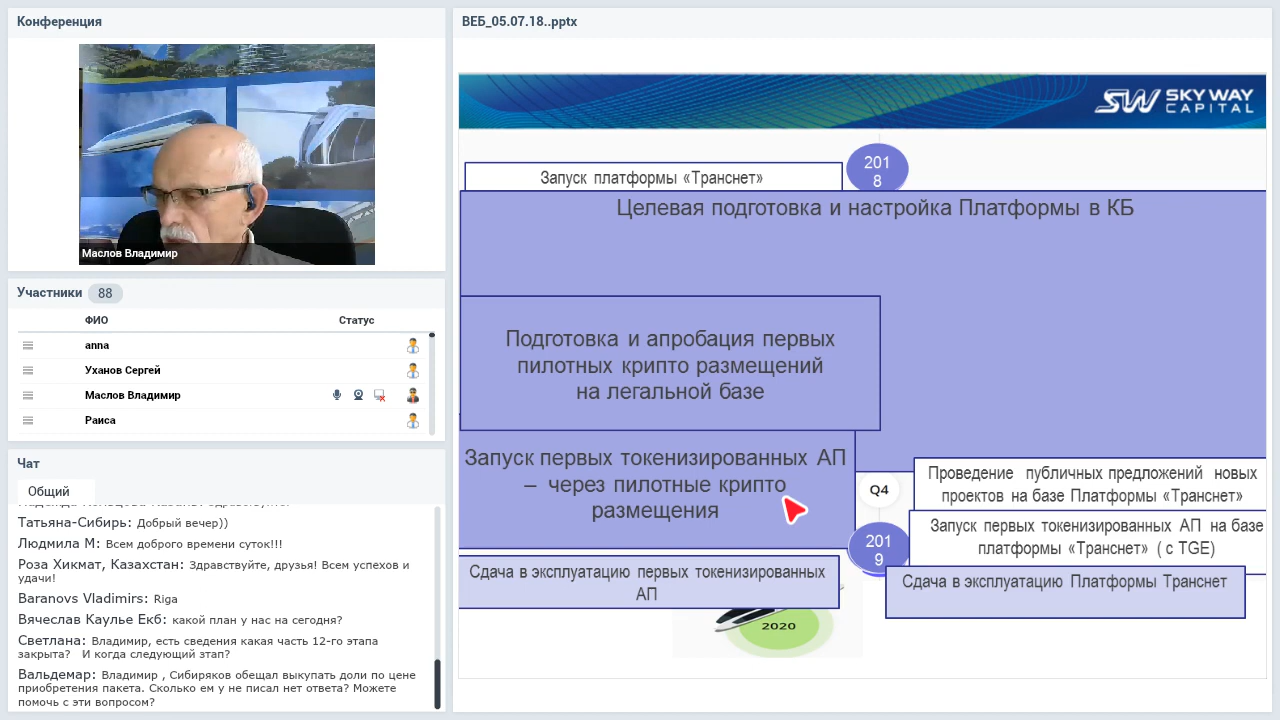 Конференция
Маслов Владимир
Участники 88
ФИО Статус
anna
Уханов Сергей
Маслов Владимир
Раиса
Чат
Общий
Татьяна-Сибирь: Добрый вечер))
Людмила М: Всем доброго времени суток!!!
Роза Хикмат, Казахстан: Здравствуйте, друзья! Всем успехов и
удачи!
Baranovs Vladimirs: Riga
Вячеслав Каулье Екб: какой план у нас на сегодня?
Светлана: Владимир, есть сведения какая часть 12-го этапа
закрыта? И когда следующий зтап?
Вальдемар: Владимир , Сибиряков обещал выкупать доли по цене
приобретения пакета. Сколько ем у не писал нет ответа? Можете
помочь с эти вопросом?
ВЕБ_05.07.18..pptx
SW SKY WAY
CAPITAL
Запуск платформы «Транснет»
201
8
Целевая подготовка и настройка Платформы в КБ
Подготовка и апробация первых
пилотных крипто размещений
на легальной базе
Запуск первых токенизированных АП
– через пилотные крипто
размещения
Q4
Проведение публичных предложений новых
проектов на базе Платформы «Транснет»
201
9
Запуск первых токенизированных АП на базе
платформы «Транснет» ( с TGE)
Сдача в эксплуатацию первых токенизированных
АП
Сдача в эксплуатацию Платформы Транснет
2020